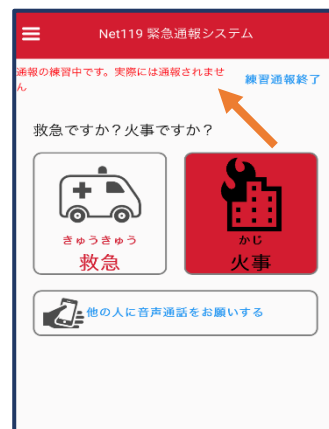 Net119 緊急通報システム
通報の練習中です。実際には通報されませ
ん
練習通報終了
救急ですか？火事ですか？
きゅうきゅう
救急
かじ
火事
他の人に音声通話をお願いする